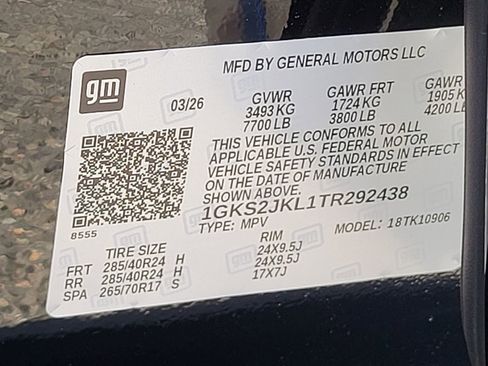 MFD BY GENERAL MOTORS LLC
gm
03/26
GVWR GAWR FRT GAWR
3493 KG 1724 KG 1905 K
7700 LB 3800 LB 4200 L
THIS VEHICLE CONFORMS TO ALL
APPLICABLE U.S. FEDERAL MOTOR
VEHICLE SAFETY STANDARDS IN EFFECT
ON THE DATE OF MANUFACTURE
SHOWN ABOVE.
1GKS2JKL1TR292438
8555
TYPE: MPV MODEL: 18TK10906
TIRE SIZE RIM
FRT 285/40R24 H 24X9.5J
RR 285/40R24 H 24X9.5J
SPA 265/70R17 S 17X7J